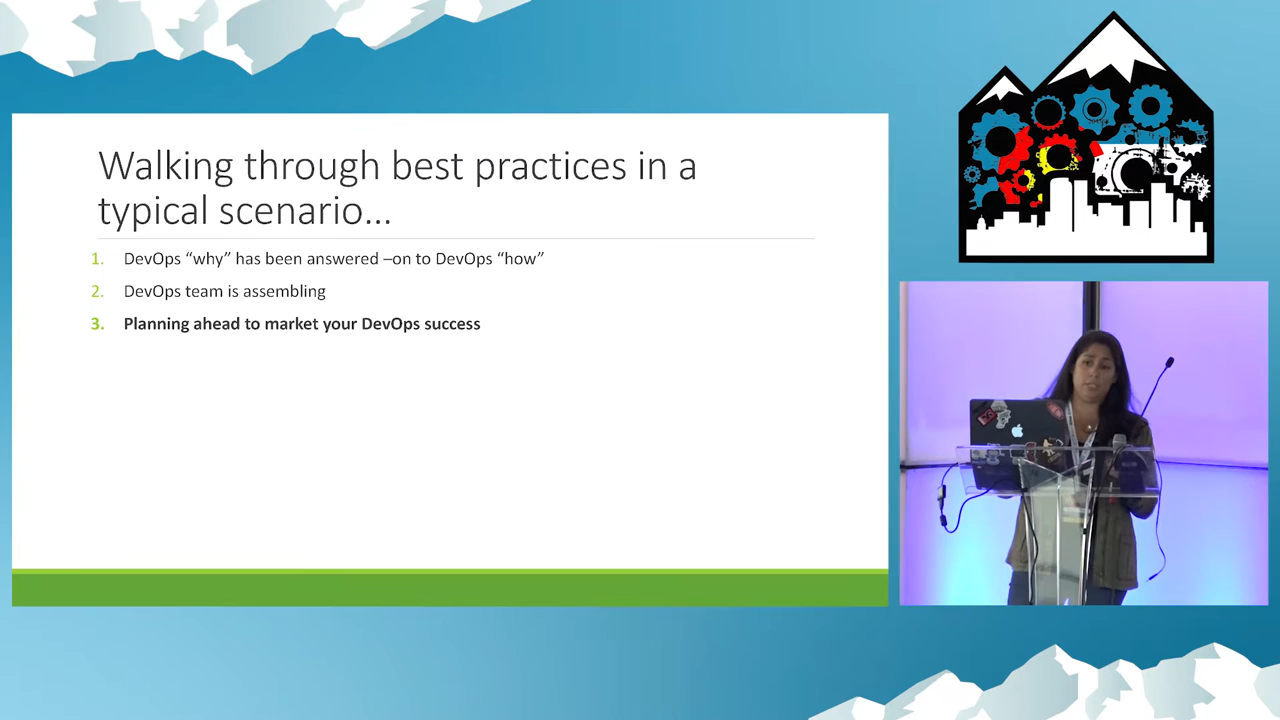 Walking through best practices in a
typical scenario...
1. DevOps “why” has been answered –on to DevOps “how”
2. DevOps team is assembling
3. Planning ahead to market your DevOps success